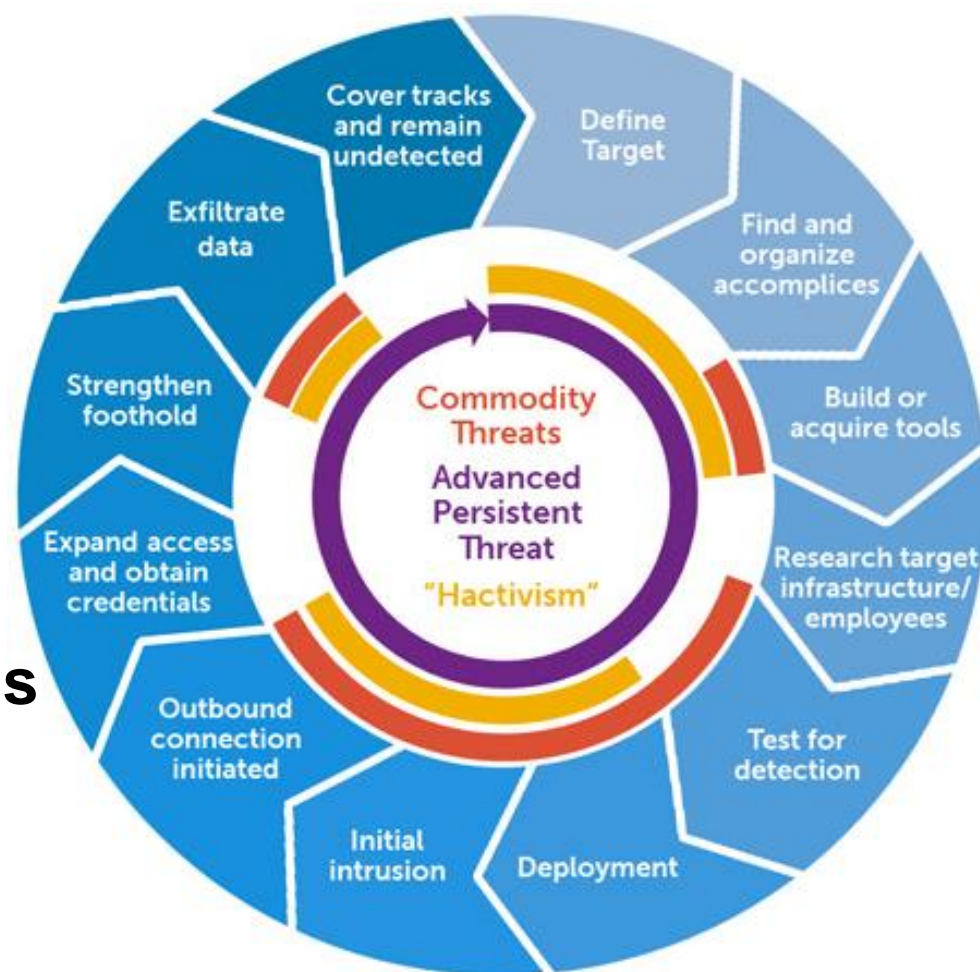 Cover tracks
and remain
undetected
Define
Target
Find and
organize
accomplices
Build or
acquire tools
Research target
infrastructure/
employees
Test for
detection
Deployment
Initial
intrusion
Outbound
connection
initiated
Expand access
and obtain
credentials
Strengthen
foothold
Exfiltrate
data
Commodity
Threats
Advanced
Persistent
Threat
"Hactivism"
s